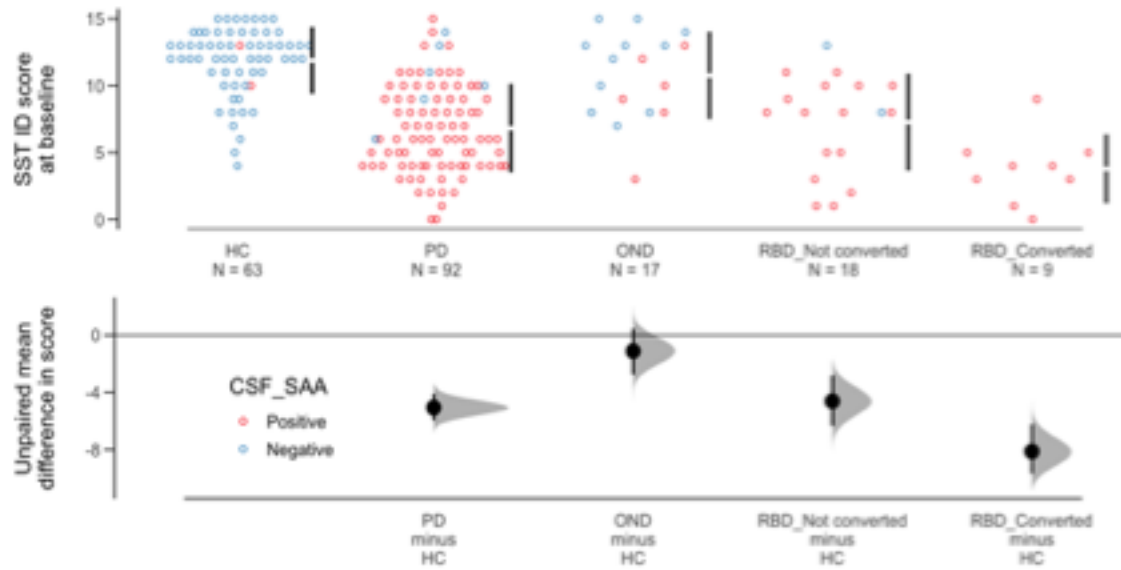 SST ID score
at baseline
15
10
5
0
HC
N = 63
PD
N = 92
OND
N = 17
RBD_Not converted
N = 18
RBD_Converted
N = 9
Unpaired mean
difference in score
0
-4
-8
CSF_SAA
Positive
Negative
PD
minus
HC
OND
minus
HC
RBD_Not converted
minus
HC
RBD_Converted
minus
HC